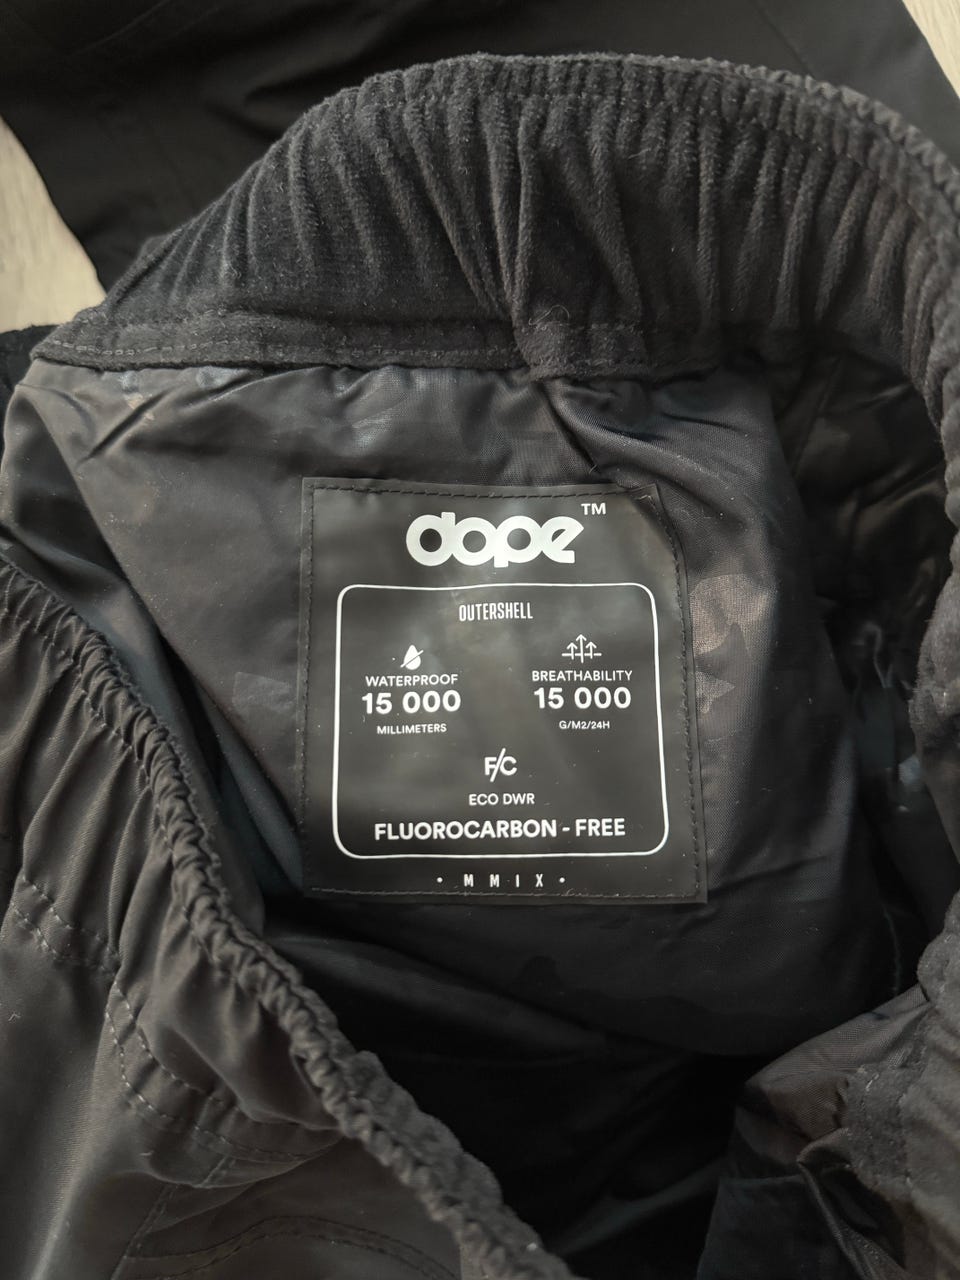 dope™
OUTERSHELL
WATERPROOF
15 000
MILLIMETERS
BREATHABILITY
15 000
G/M2/24H
F/C
ECO DWR
FLUOROCARBON - FREE
• M M I X •